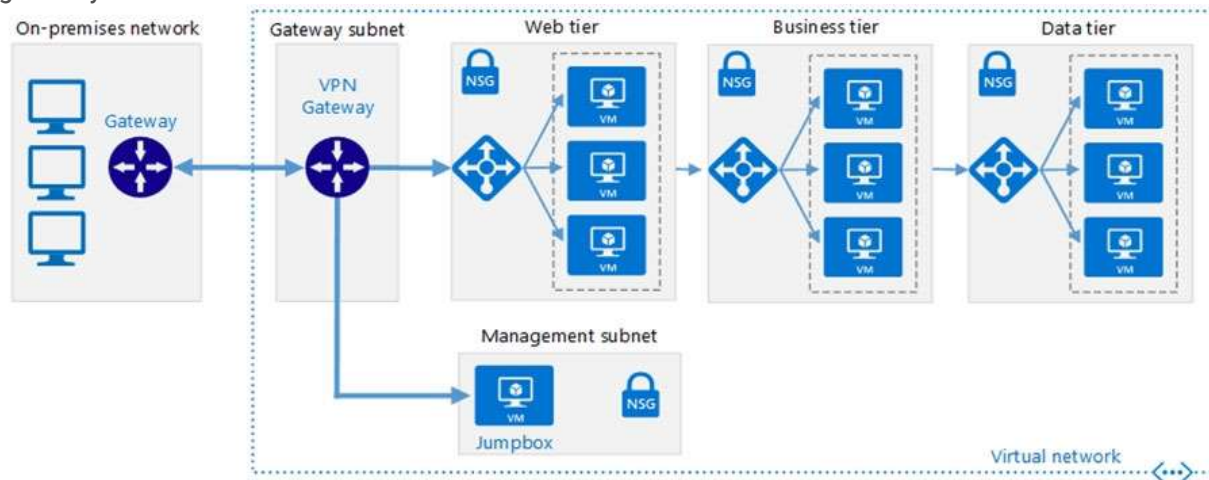 On-premises network
Gateway subnet
Web tier
Business tier
Data tier
Gateway
VPN
Gateway
NSG
VM
VM
VM
NSG
VM
VM
VM
NSG
VM
VM
VM
Management subnet
VM
Jumpbox
NSG
Virtual network